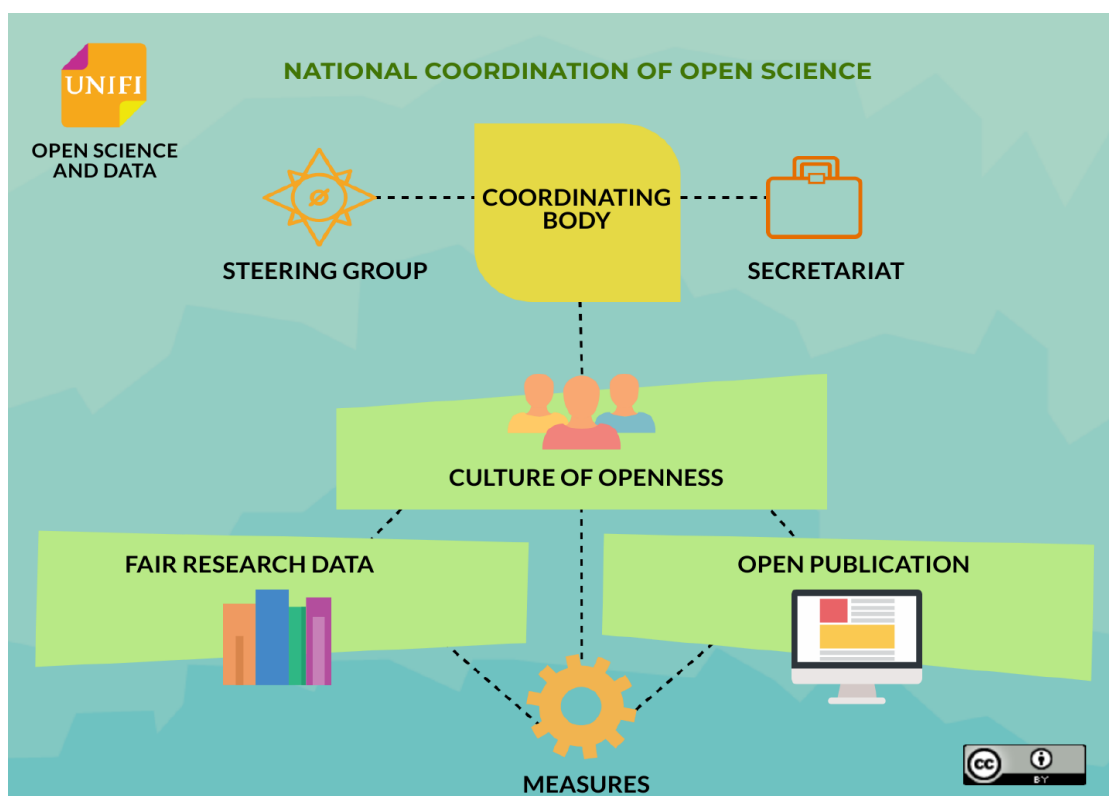 UNIFI
OPEN SCIENCE
AND DATA
NATIONAL COORDINATION OF OPEN SCIENCE
COORDINATING
BODY
STEERING GROUP
SECRETARIAT
CULTURE OF OPENNESS
FAIR RESEARCH DATA
OPEN PUBLICATION
MEASURES
cc
BY